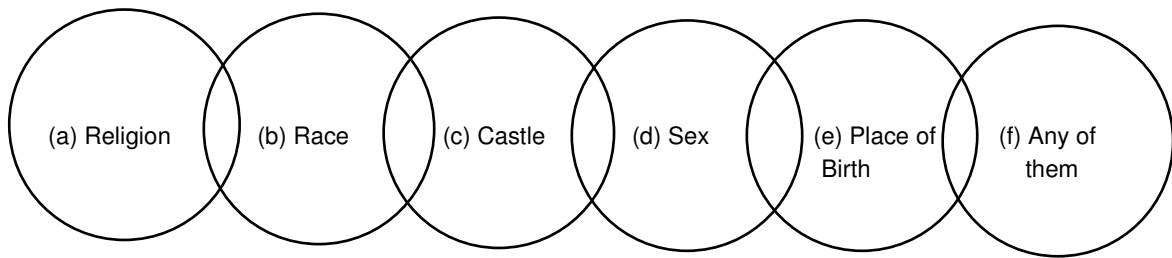 (a) Religion (b) Race (c) Castle (d) Sex (e) Place of (f) Any of
Birth them